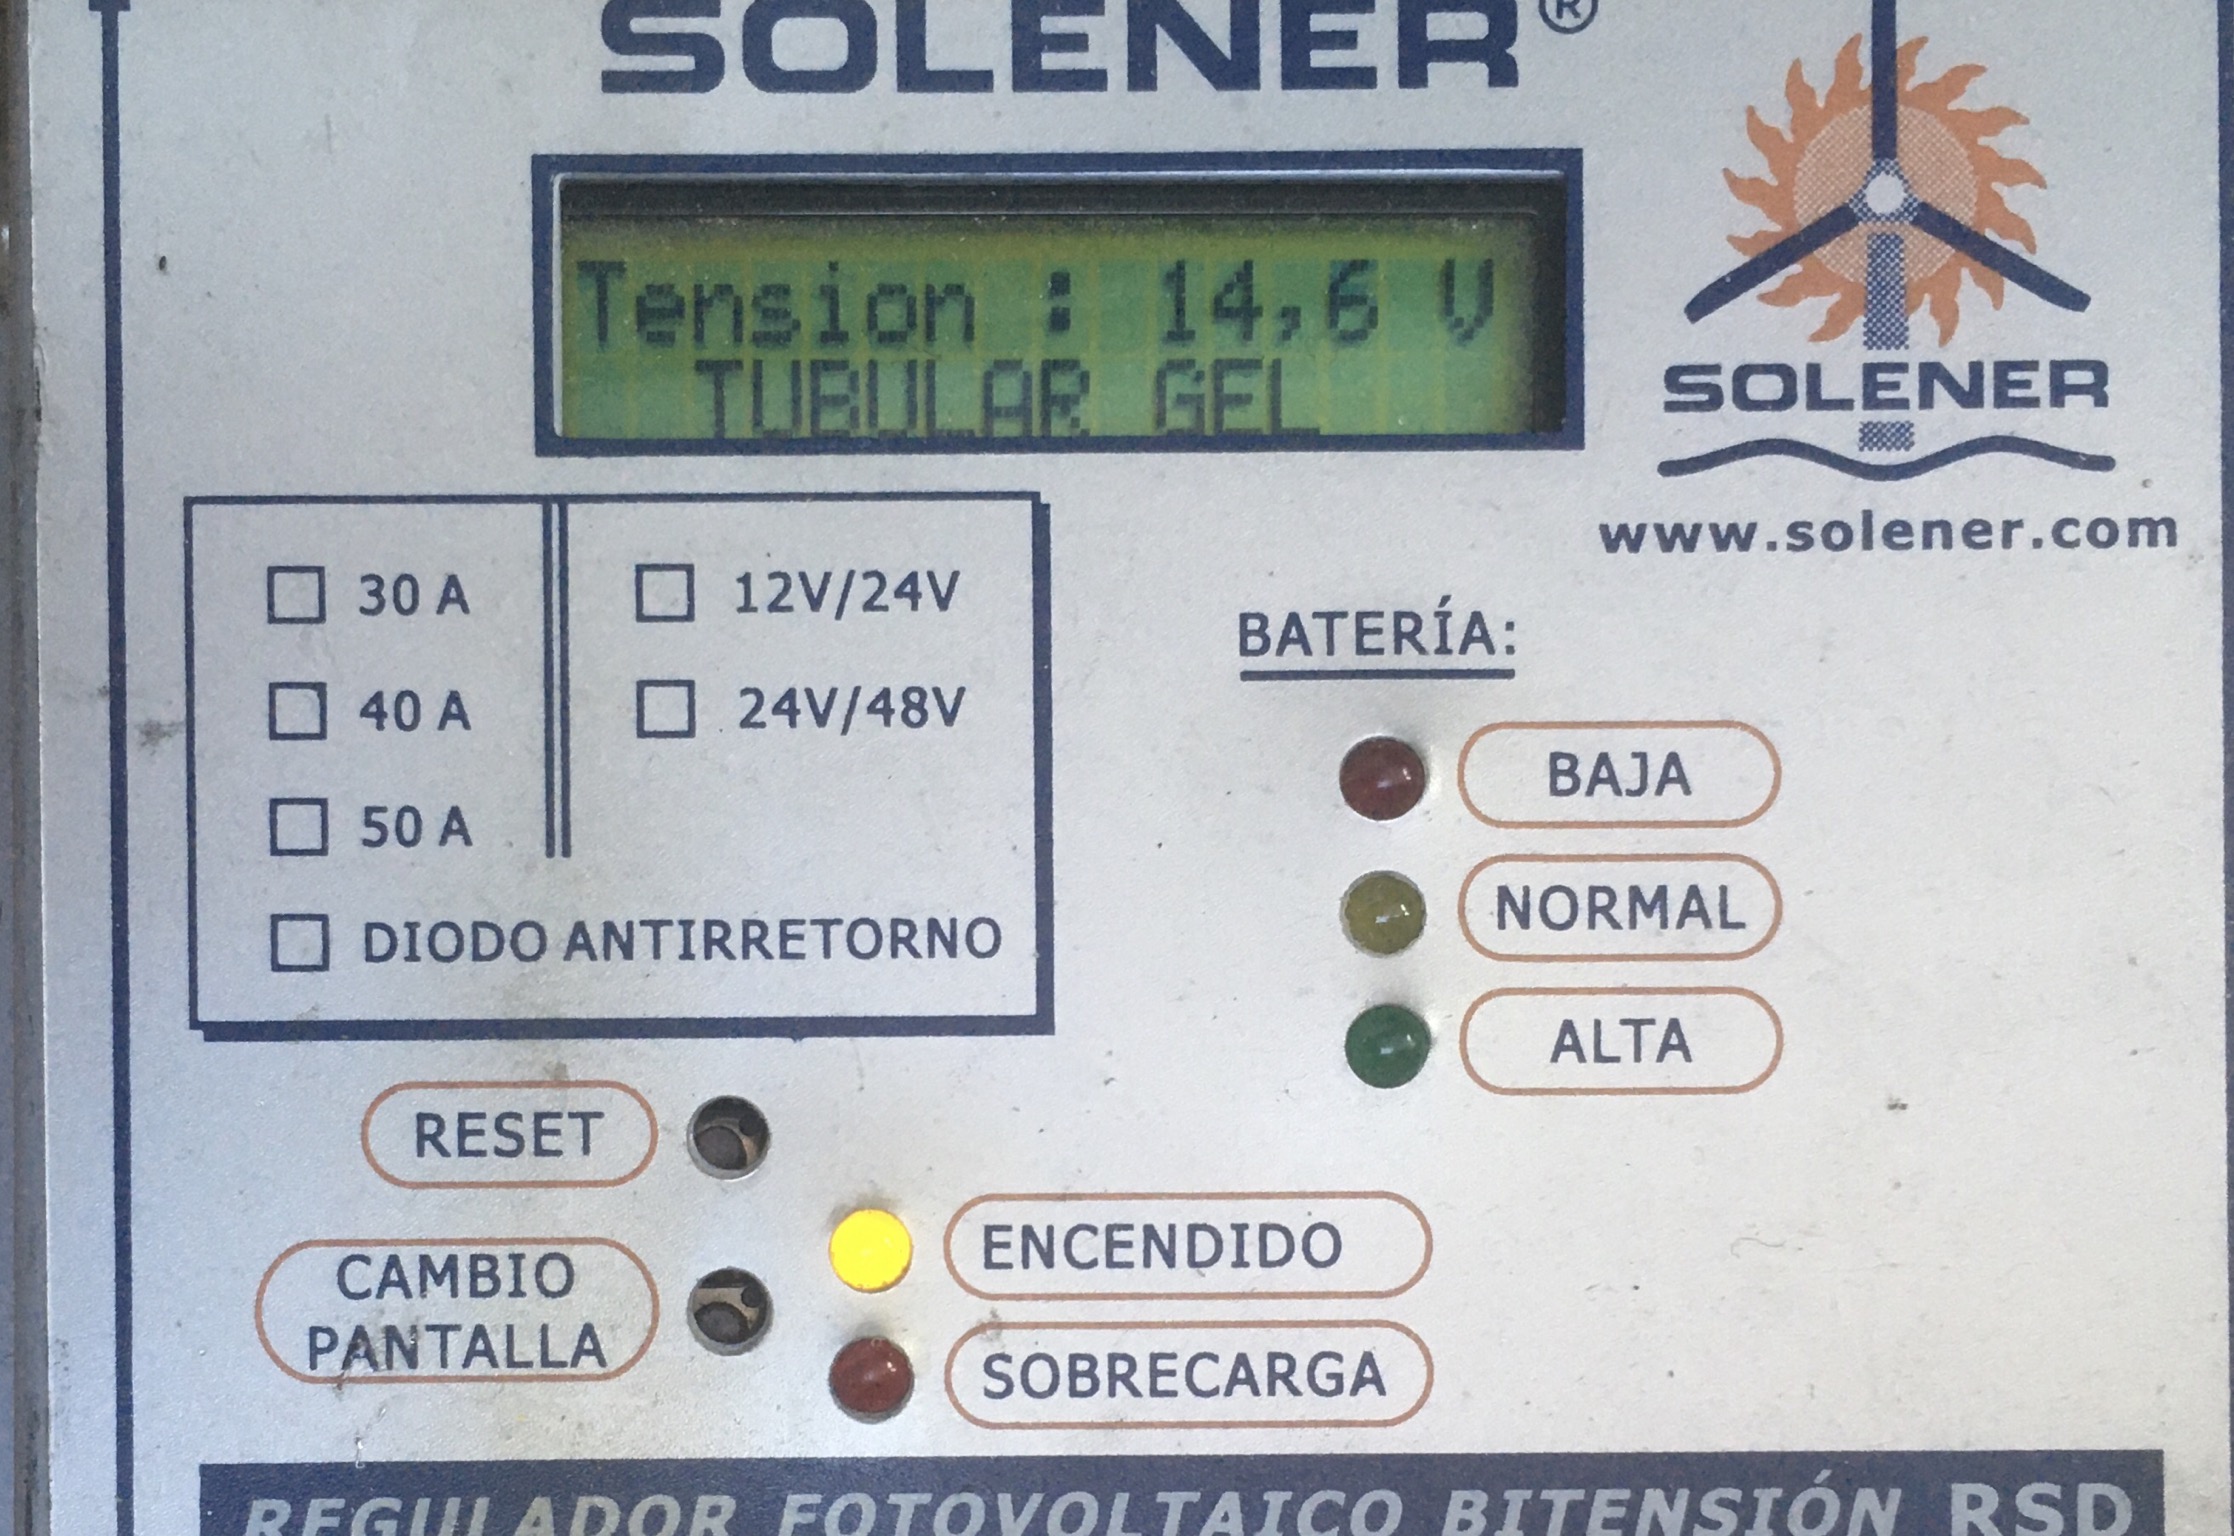 SOLENER®
Tension : 14,6 V
TUBULAR GEL
SOLENER
www.solener.com
30 A
12V/24V
40 A
24V/48V
50 A
DIODO ANTIRRETORNO
BATERÍA:
BAJA
NORMAL
ALTA
RESET
ENCENDIDO
CAMBIO
PANTALLA
SOBRECARGA
REGULADOR FOTOVOLTAICO BITENSIÓN RSD